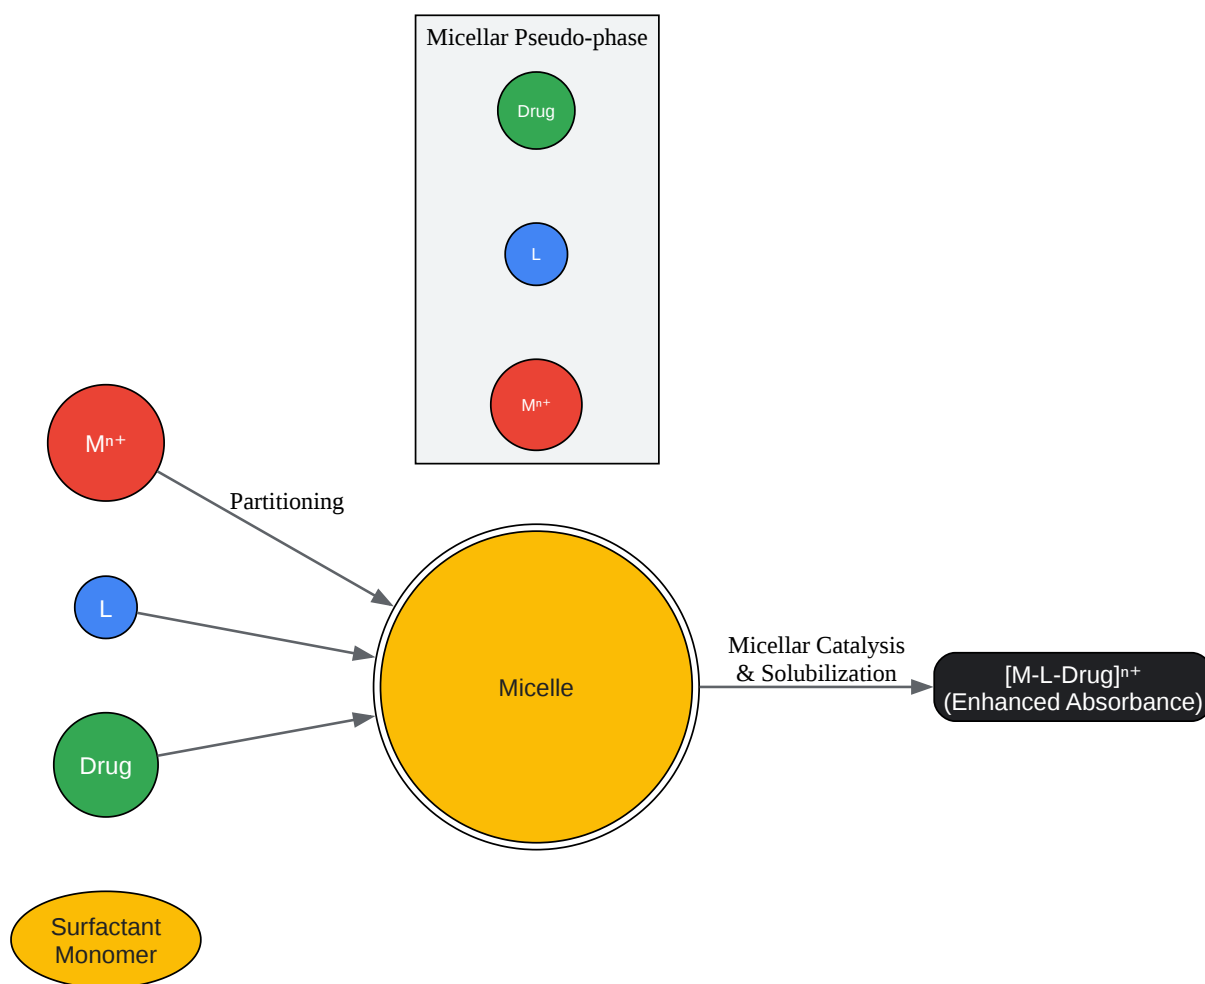 Micellar Pseudo-phase
Drug
L
Mⁿ⁺
Mⁿ⁺
Partitioning
L
Micelle
Micellar Catalysis
& Solubilization
[M-L-Drug]ⁿ⁺
(Enhanced Absorbance)
Drug
Surfactant
Monomer